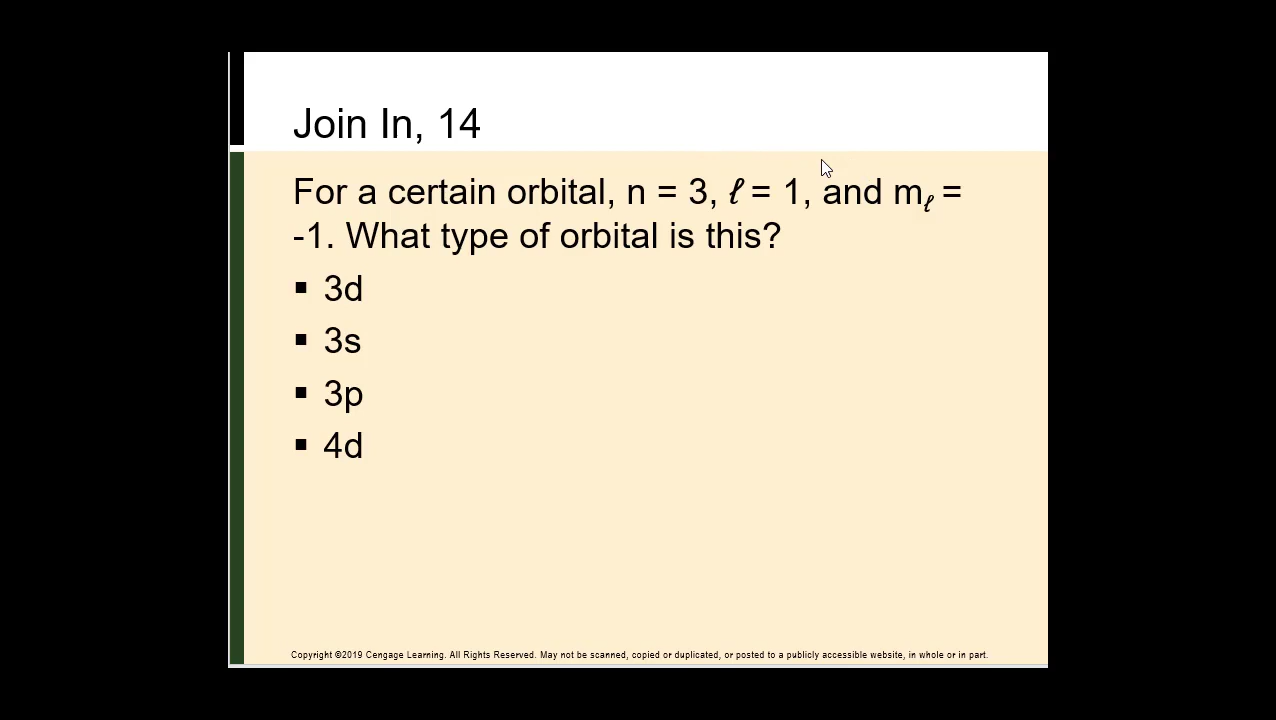 Join In, 14
For a certain orbital, n = 3, ℓ = 1, and mℓ =
-1. What type of orbital is this?
▪ 3d
▪ 3s
▪ 3p
▪ 4d
Copyright ©2019 Cengage Learning. All Rights Reserved. May not be scanned, copied or duplicated, or posted to a publicly accessible website, in whole or in part.